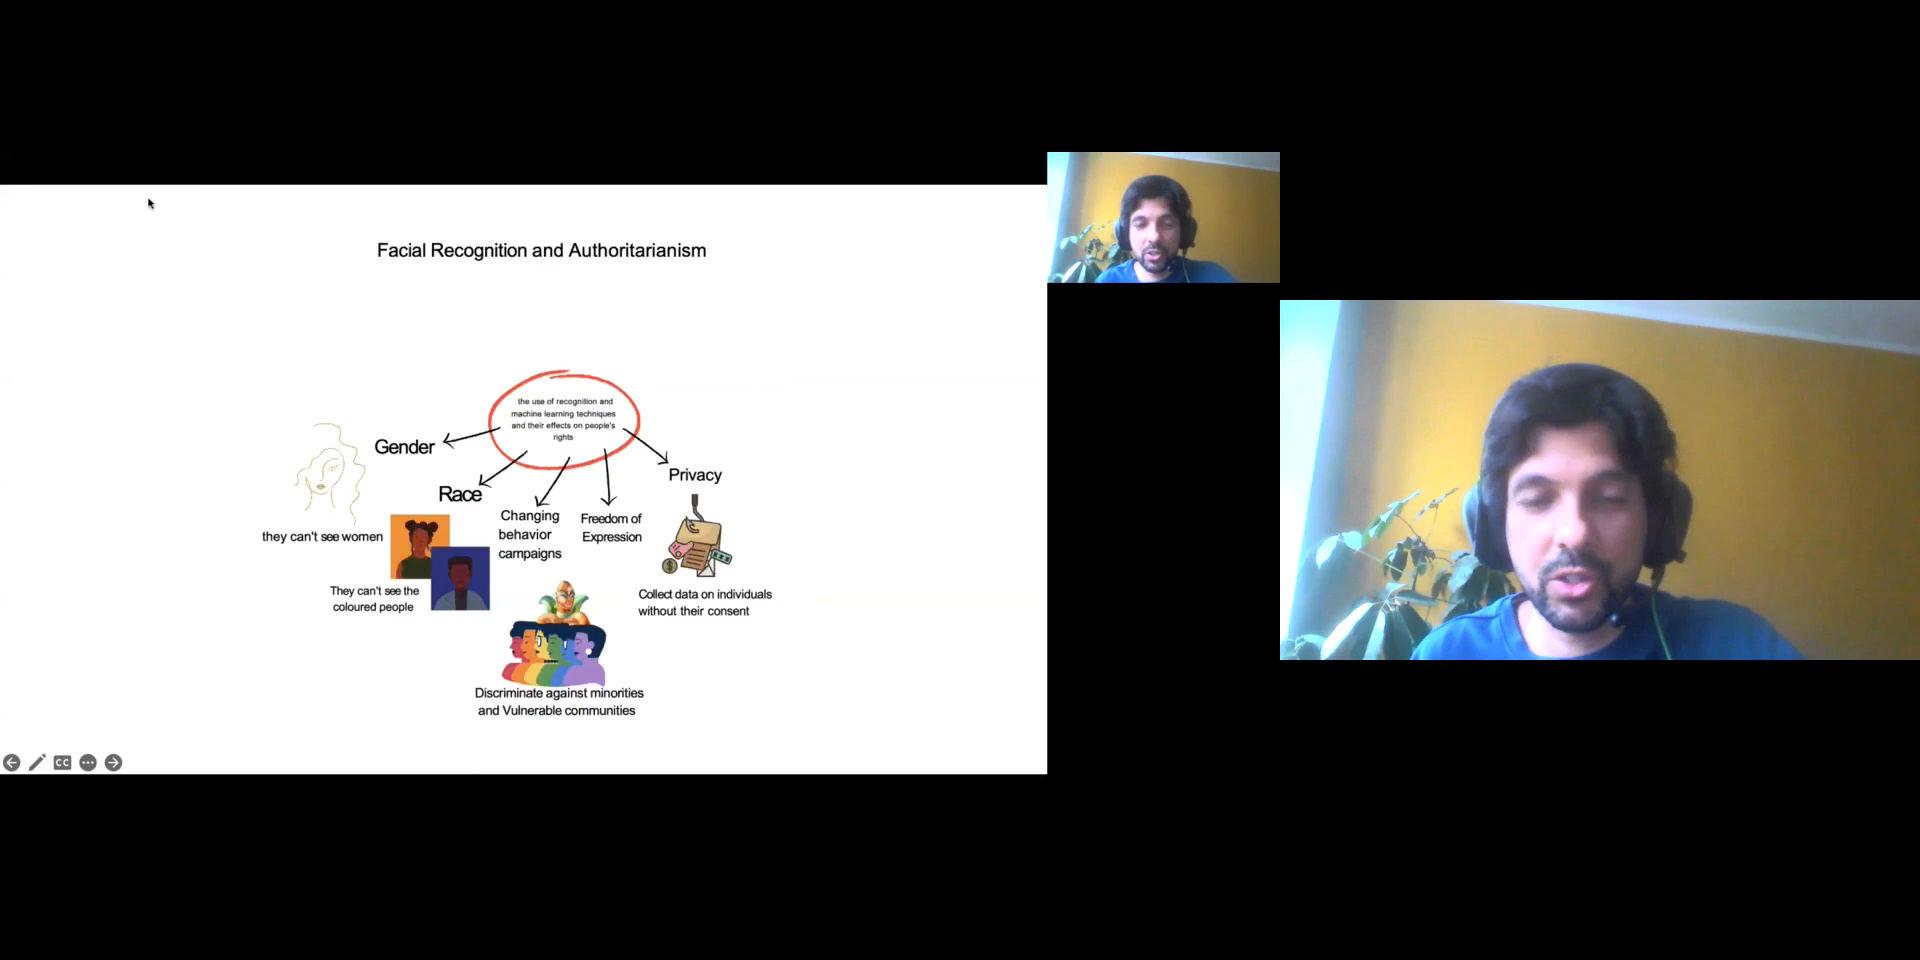 Facial Recognition and Authoritarianism
the use of recognition and
machine learning techniques
and their effects on people's
rights
Gender
they can't see women
Race
They can't see the
coloured people
Changing
behavior
campaigns
Freedom of
Expression
Privacy
Collect data on individuals
without their consent
Discriminate against minorities
and Vulnerable communities
CC